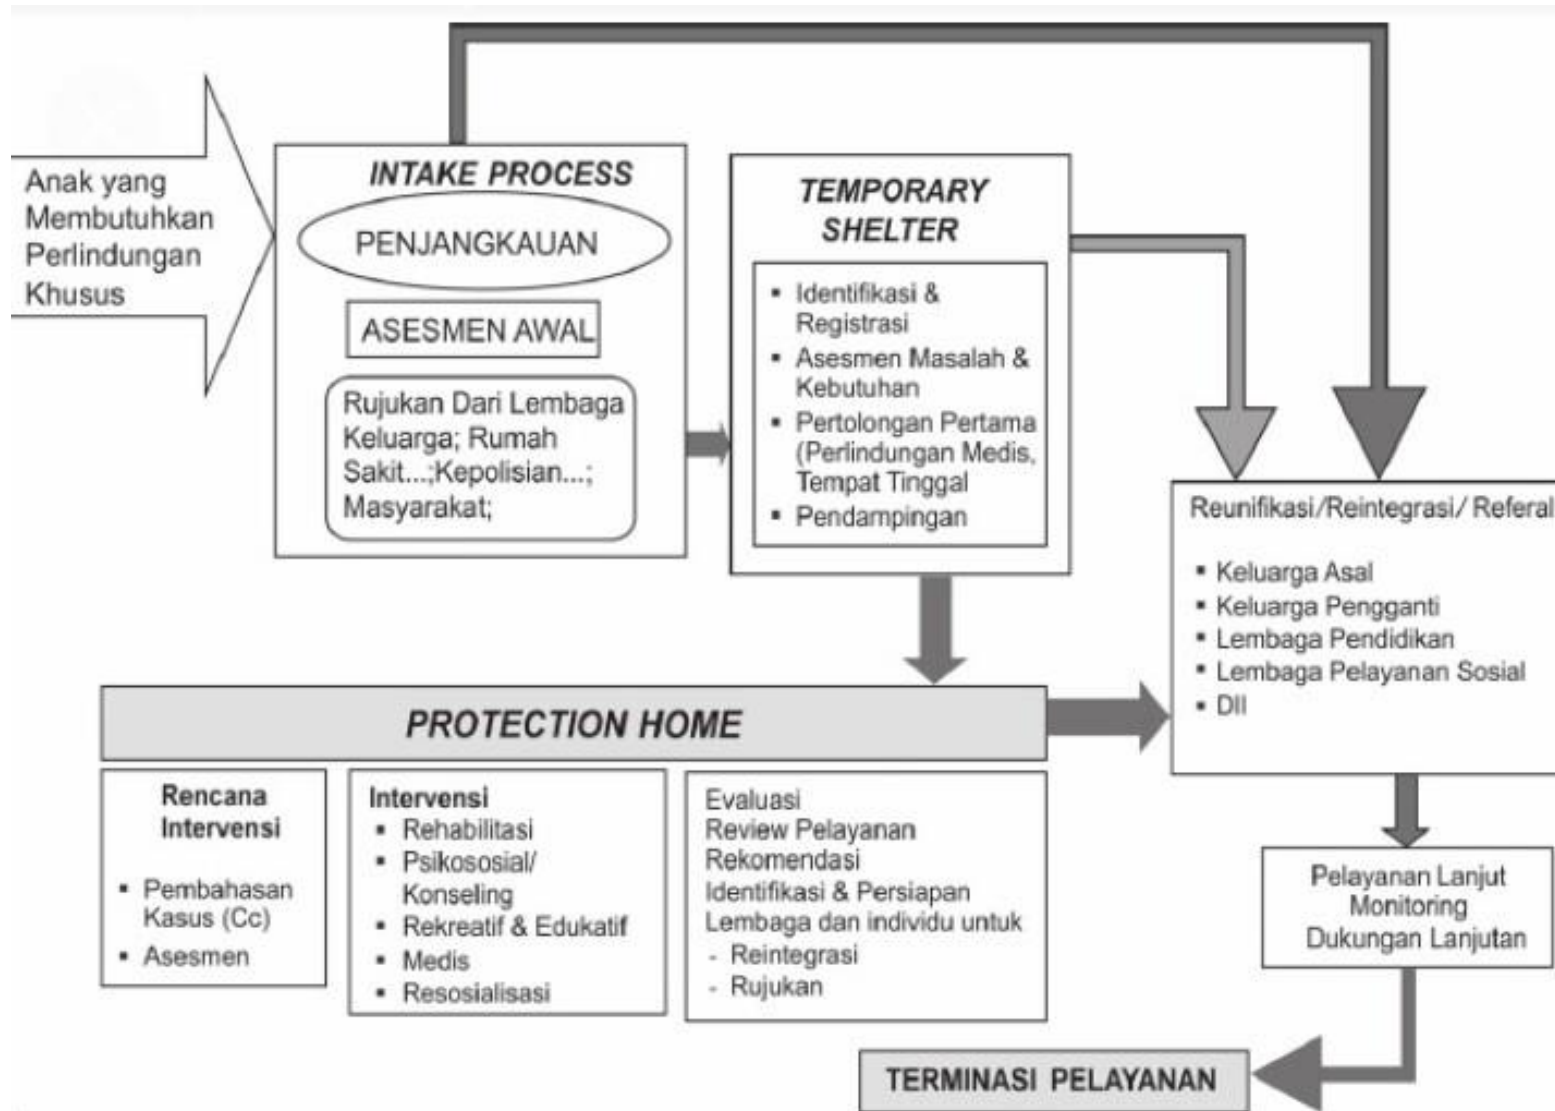 Anak yang
Membutuhkan
Perlindungan
Khusus
INTAKE PROCESS
PENJANGKAUAN
ASESMEN AWAL
Rujukan Dari Lembaga
Keluarga; Rumah
Sakit...;Kepolisian...;
Masyarakat;
TEMPORARY
SHELTER
▪ Identifikasi &
Registrasi
▪ Asesmen Masalah &
Kebutuhan
▪ Pertolongan Pertama
(Perlindungan Medis,
Tempat Tinggal
▪ Pendampingan
Reunifikasi/Reintegrasi/ Referal
▪ Keluarga Asal
▪ Keluarga Pengganti
▪ Lembaga Pendidikan
▪ Lembaga Pelayanan Sosial
▪ Dll
PROTECTION HOME
Rencana
Intervensi
▪ Pembahasan
Kasus (Cc)
▪ Asesmen
Intervensi
▪ Rehabilitasi
▪ Psikososial/
Konseling
▪ Rekreatif & Edukatif
▪ Medis
▪ Resosialisasi
Evaluasi
Review Pelayanan
Rekomendasi
Identifikasi & Persiapan
Lembaga dan individu untuk
- Reintegrasi
- Rujukan
Pelayanan Lanjut
Monitoring
Dukungan Lanjutan
TERMINASI PELAYANAN